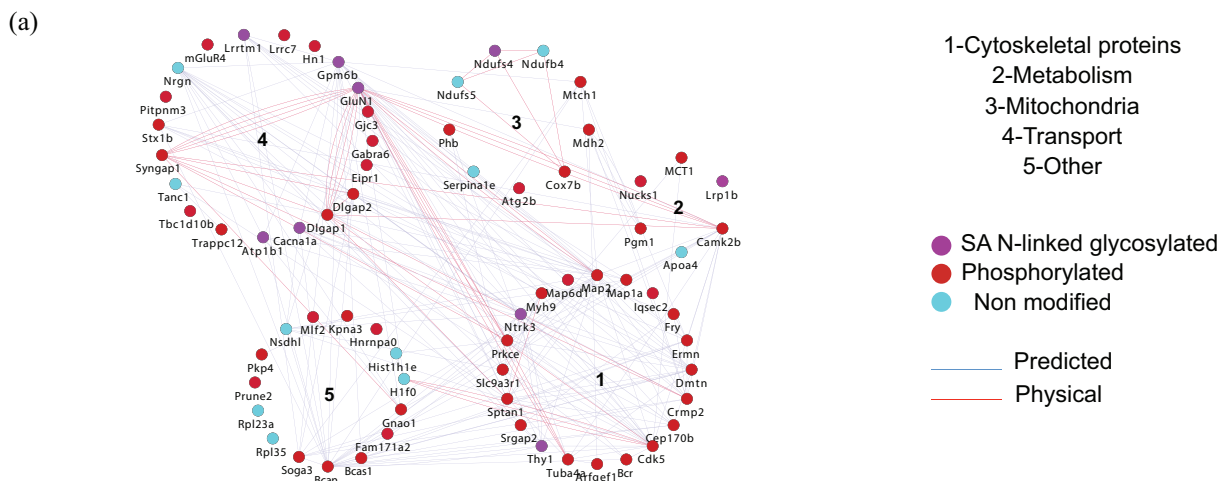 (a)
Lrrtm1
Lrrc7
mGluR4
Hn1
Nrgn
Gpm6b
GluN1
Pitpnm3
Gjc3
Stx1b
4
Gabra6
Syngap1
Eipr1
Tanc1
Dlgap2
Tbc1d10b
Dlgap1
Trappc12
Cacna1a
Atp1b1
Ndufs4
Ndufb4
Ndufs5
Mtch1
3
Phb
Mdh2
Serpina1e
Cox7b
Atg2b
MCT1
Nucks1
Lrp1b
2
Pgm1
Camk2b
Apoa4
Map2
Map6d1
Map1a
Myh9
Iqsec2
Ntrk3
Fry
Prkce
Ermn
Slc9a3r1
1
Dmtn
Sptan1
Crmp2
Srgap2
Cep170b
Thy1
Cdk5
Tuba4a
Arfgef1
Bcr
Mlf2
Kpna3
Nsdhl
Hnrnpa0
Hist1h1e
Pkp4
5
H1f0
Prune2
Rpl23a
Gnao1
Rpl35
Fam171a2
Soga3
Bcas1
Bcan
1-Cytoskeletal proteins
2-Metabolism
3-Mitochondria
4-Transport
5-Other
SA N-linked glycosylated
Phosphorylated
Non modified
Predicted
Physical